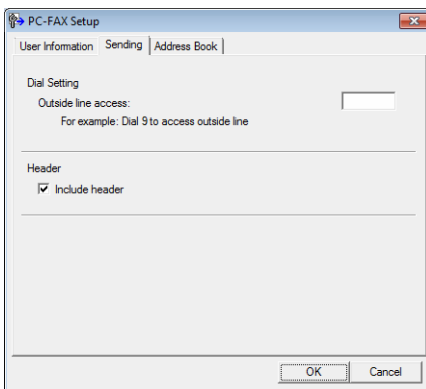 PC-FAX Setup
User Information Sending Address Book
Dial Setting
Outside line access:
For example: Dial 9 to access outside line
Header
Include header
OK Cancel